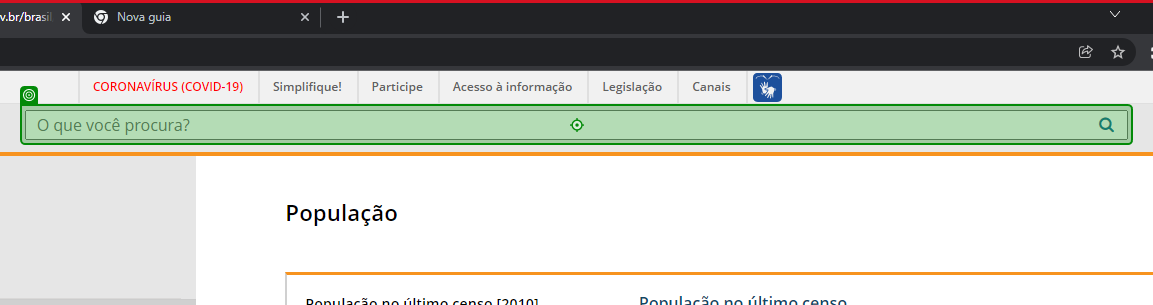 v.br/brasil
Nova guia
CORONAVÍRUS (COVID-19) Simplifique! Participe Acesso à informação Legislação Canais
O que você procura?
População
População no último censo [2010] População no último censo